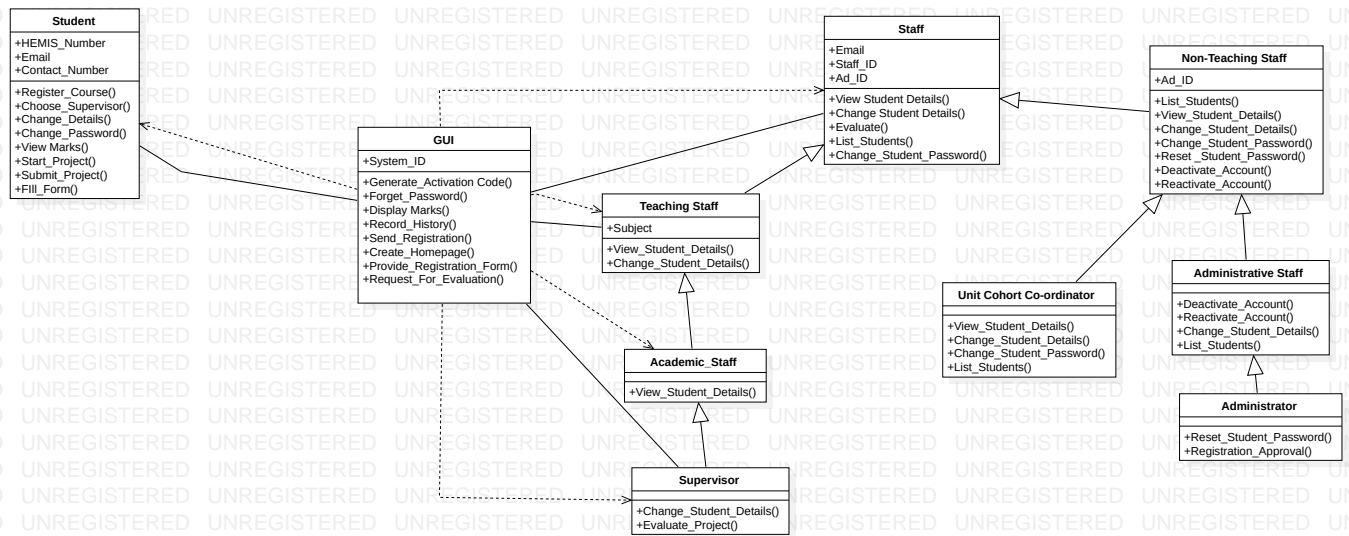 Student
+HEMIS_Number
+Email
+Contact_Number
+Register_Course()
+Choose_Supervisor()
+Change_Details()
+Change_Password()
+View Marks()
+Start_Project()
+Submit_Project()
+FIll_Form()
GUI
+System_ID
+Generate_Activation Code()
+Forget_Password()
+Display Marks()
+Record_History()
+Send_Registration()
+Create_Homepage()
+Provide_Registration_Form()
+Request_For_Evaluation()
Staff
+Email
+Staff_ID
+Ad_ID
+View Student Details()
+Change Student Details()
+Evaluate()
+List_Students()
+Change_Student_Password()
Teaching Staff
+Subject
+View_Student_Details()
+Change_Student_Details()
Academic_Staff
+View_Student_Details()
Supervisor
+Change_Student_Details()
+Evaluate_Project()
Non-Teaching Staff
+Ad_ID
+List_Students()
+View_Student_Details()
+Change_Student_Details()
+Change_Student_Password()
+Reset _Student_Password()
+Deactivate_Account()
+Reactivate_Account()
Unit Cohort Co-ordinator
+View_Student_Details()
+Change_Student_Details()
+Change_Student_Password()
+List_Students()
Administrative Staff
+Deactivate_Account()
+Reactivate_Account()
+Change_Student_Details()
+List_Students()
Administrator
+Reset_Student_Password()
+Registration_Approval()
UNREGISTERED